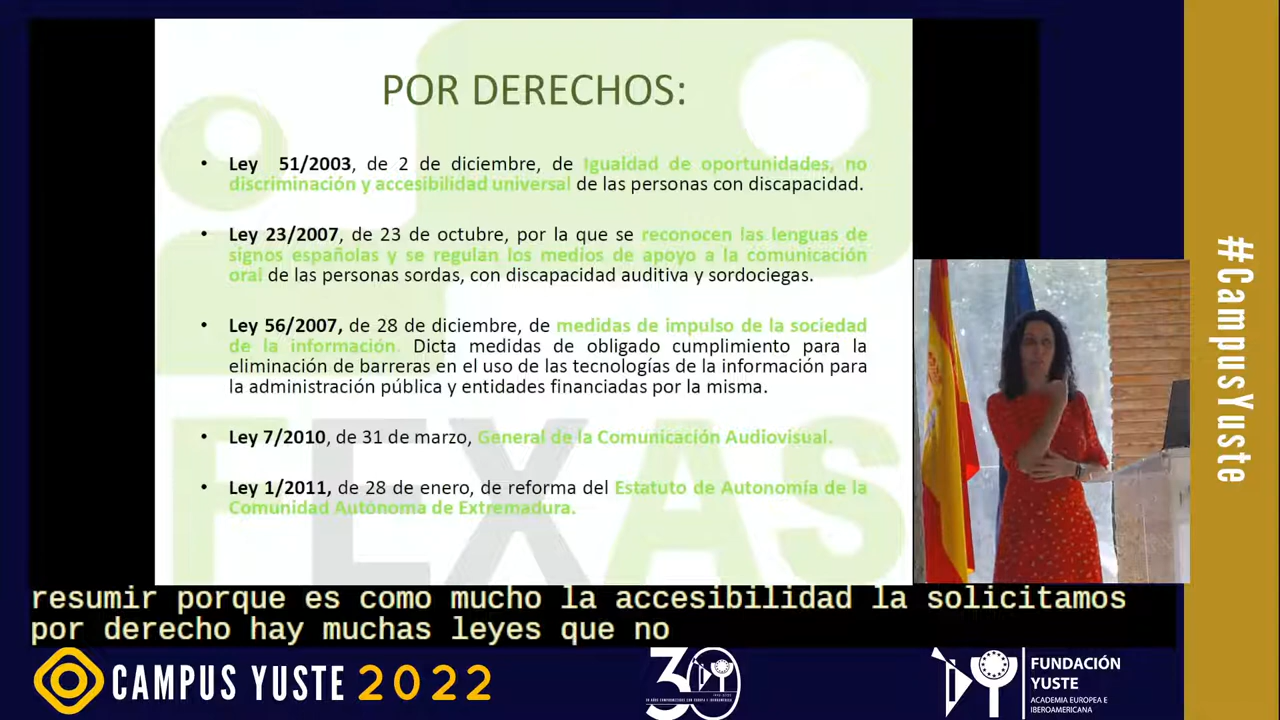 POR DERECHOS:
• Ley 51/2003, de 2 de diciembre, de Igualdad de oportunidades, no
discriminación y accesibilidad universal de las personas con discapacidad.
• Ley 23/2007, de 23 de octubre, por la que se reconocen las lenguas de
signos españolas y se regulan los medios de apoyo a la comunicación
oral de las personas sordas, con discapacidad auditiva y sordociegas.
• Ley 56/2007, de 28 de diciembre, de medidas de impulso de la sociedad
de la información. Dicta medidas de obligado cumplimiento para la
eliminación de barreras en el uso de las tecnologías de la información para
la administración pública y entidades financiadas por la misma.
• Ley 7/2010, de 31 de marzo, General de la Comunicación Audiovisual.
• Ley 1/2011, de 28 de enero, de reforma del Estatuto de Autonomía de la
Comunidad Autónoma de Extremadura.
FEXAS
#CampusYuste
resumir porque es como mucho la accesibilidad la solicitamos
por derecho hay muchas leyes que no
CAMPUS YUSTE 2022
30
FUNDACIÓN
YUSTE
ACADEMIA EUROPEA E
IBEROAMERICANA